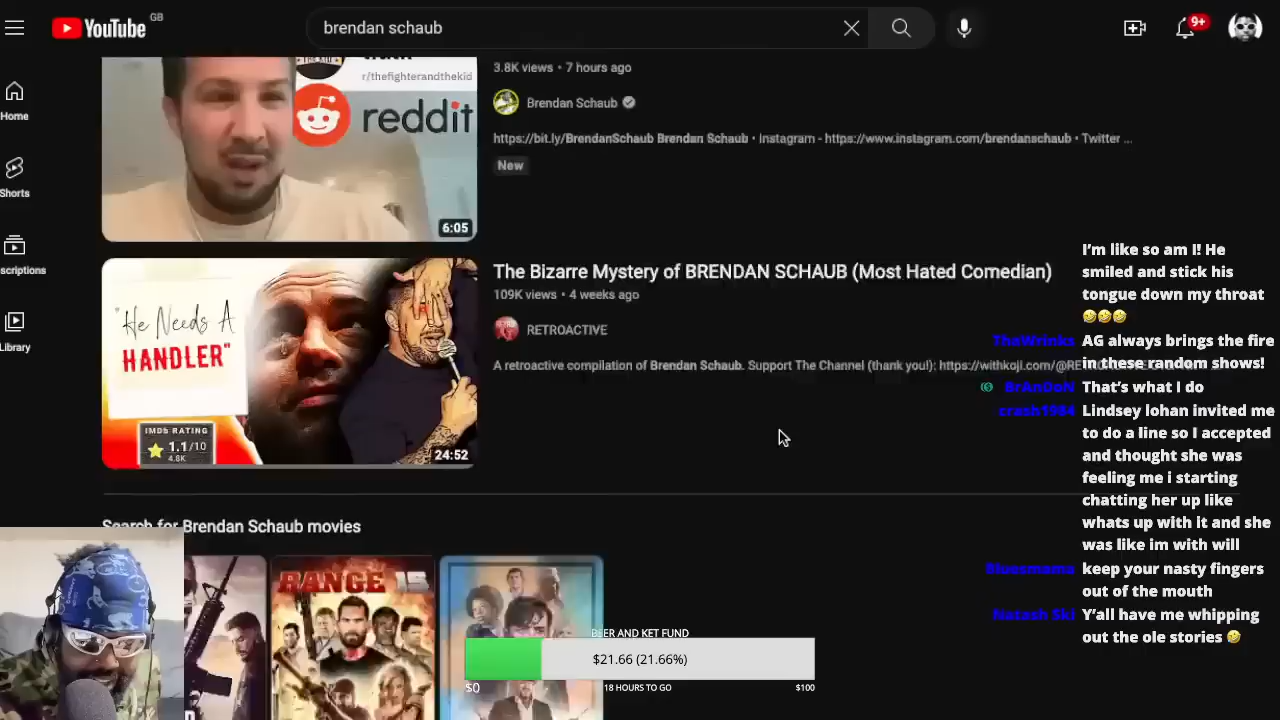 YouTube GB
brendan schaub
9+
Home
Shorts
scriptions
Library
r/thefighterandthekid
reddit
6:05
3.8K views • 7 hours ago
Brendan Schaub
https://bit.ly/BrendanSchaub Brendan Schaub • Instagram - https://www.instagram.com/brendanschaub • Twitter ...
New
"He Needs A
HANDLER"
IMDb RATING
1.1/10
4.8K
24:52
The Bizarre Mystery of BRENDAN SCHAUB (Most Hated Comedian)
109K views • 4 weeks ago
RETROACTIVE
A retroactive compilation of Brendan Schaub. Support The Channel (thank you!): https://withkoji.com/@RE
Search for Brendan Schaub movies
RANGE 15
BEER AND KET FUND
$21.66 (21.66%)
$0
18 HOURS TO GO
$100
I'm like so am I! He
smiled and stick his
tongue down my throat
🤣🤣🤣
ThaWrinks AG always brings the fire
in these random shows!
BrAnDoN That's what I do
crash1984 Lindsey lohan invited me
to do a line so I accepted
and thought she was
feeling me i starting
chatting her up like
whats up with it and she
was like im with will
Bluesmama keep your nasty fingers
out of the mouth
Natash Ski Y'all have me whipping
out the ole stories 🤣